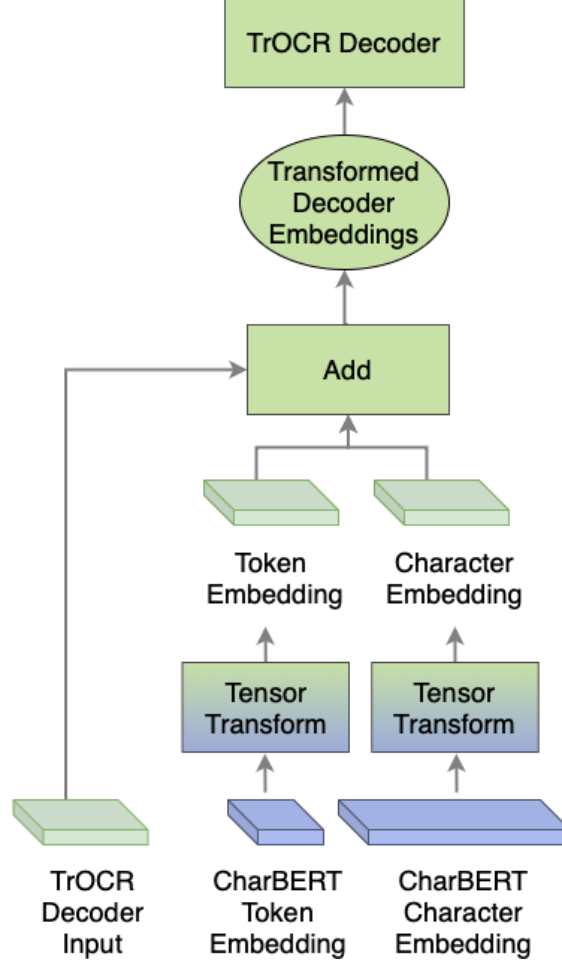 TrOCR Decoder
Transformed
Decoder
Embeddings
Add
Token
Embedding
Character
Embedding
Tensor
Transform
Tensor
Transform
TrOCR
Decoder
Input
CharBERT
Token
Embedding
CharBERT
Character
Embedding